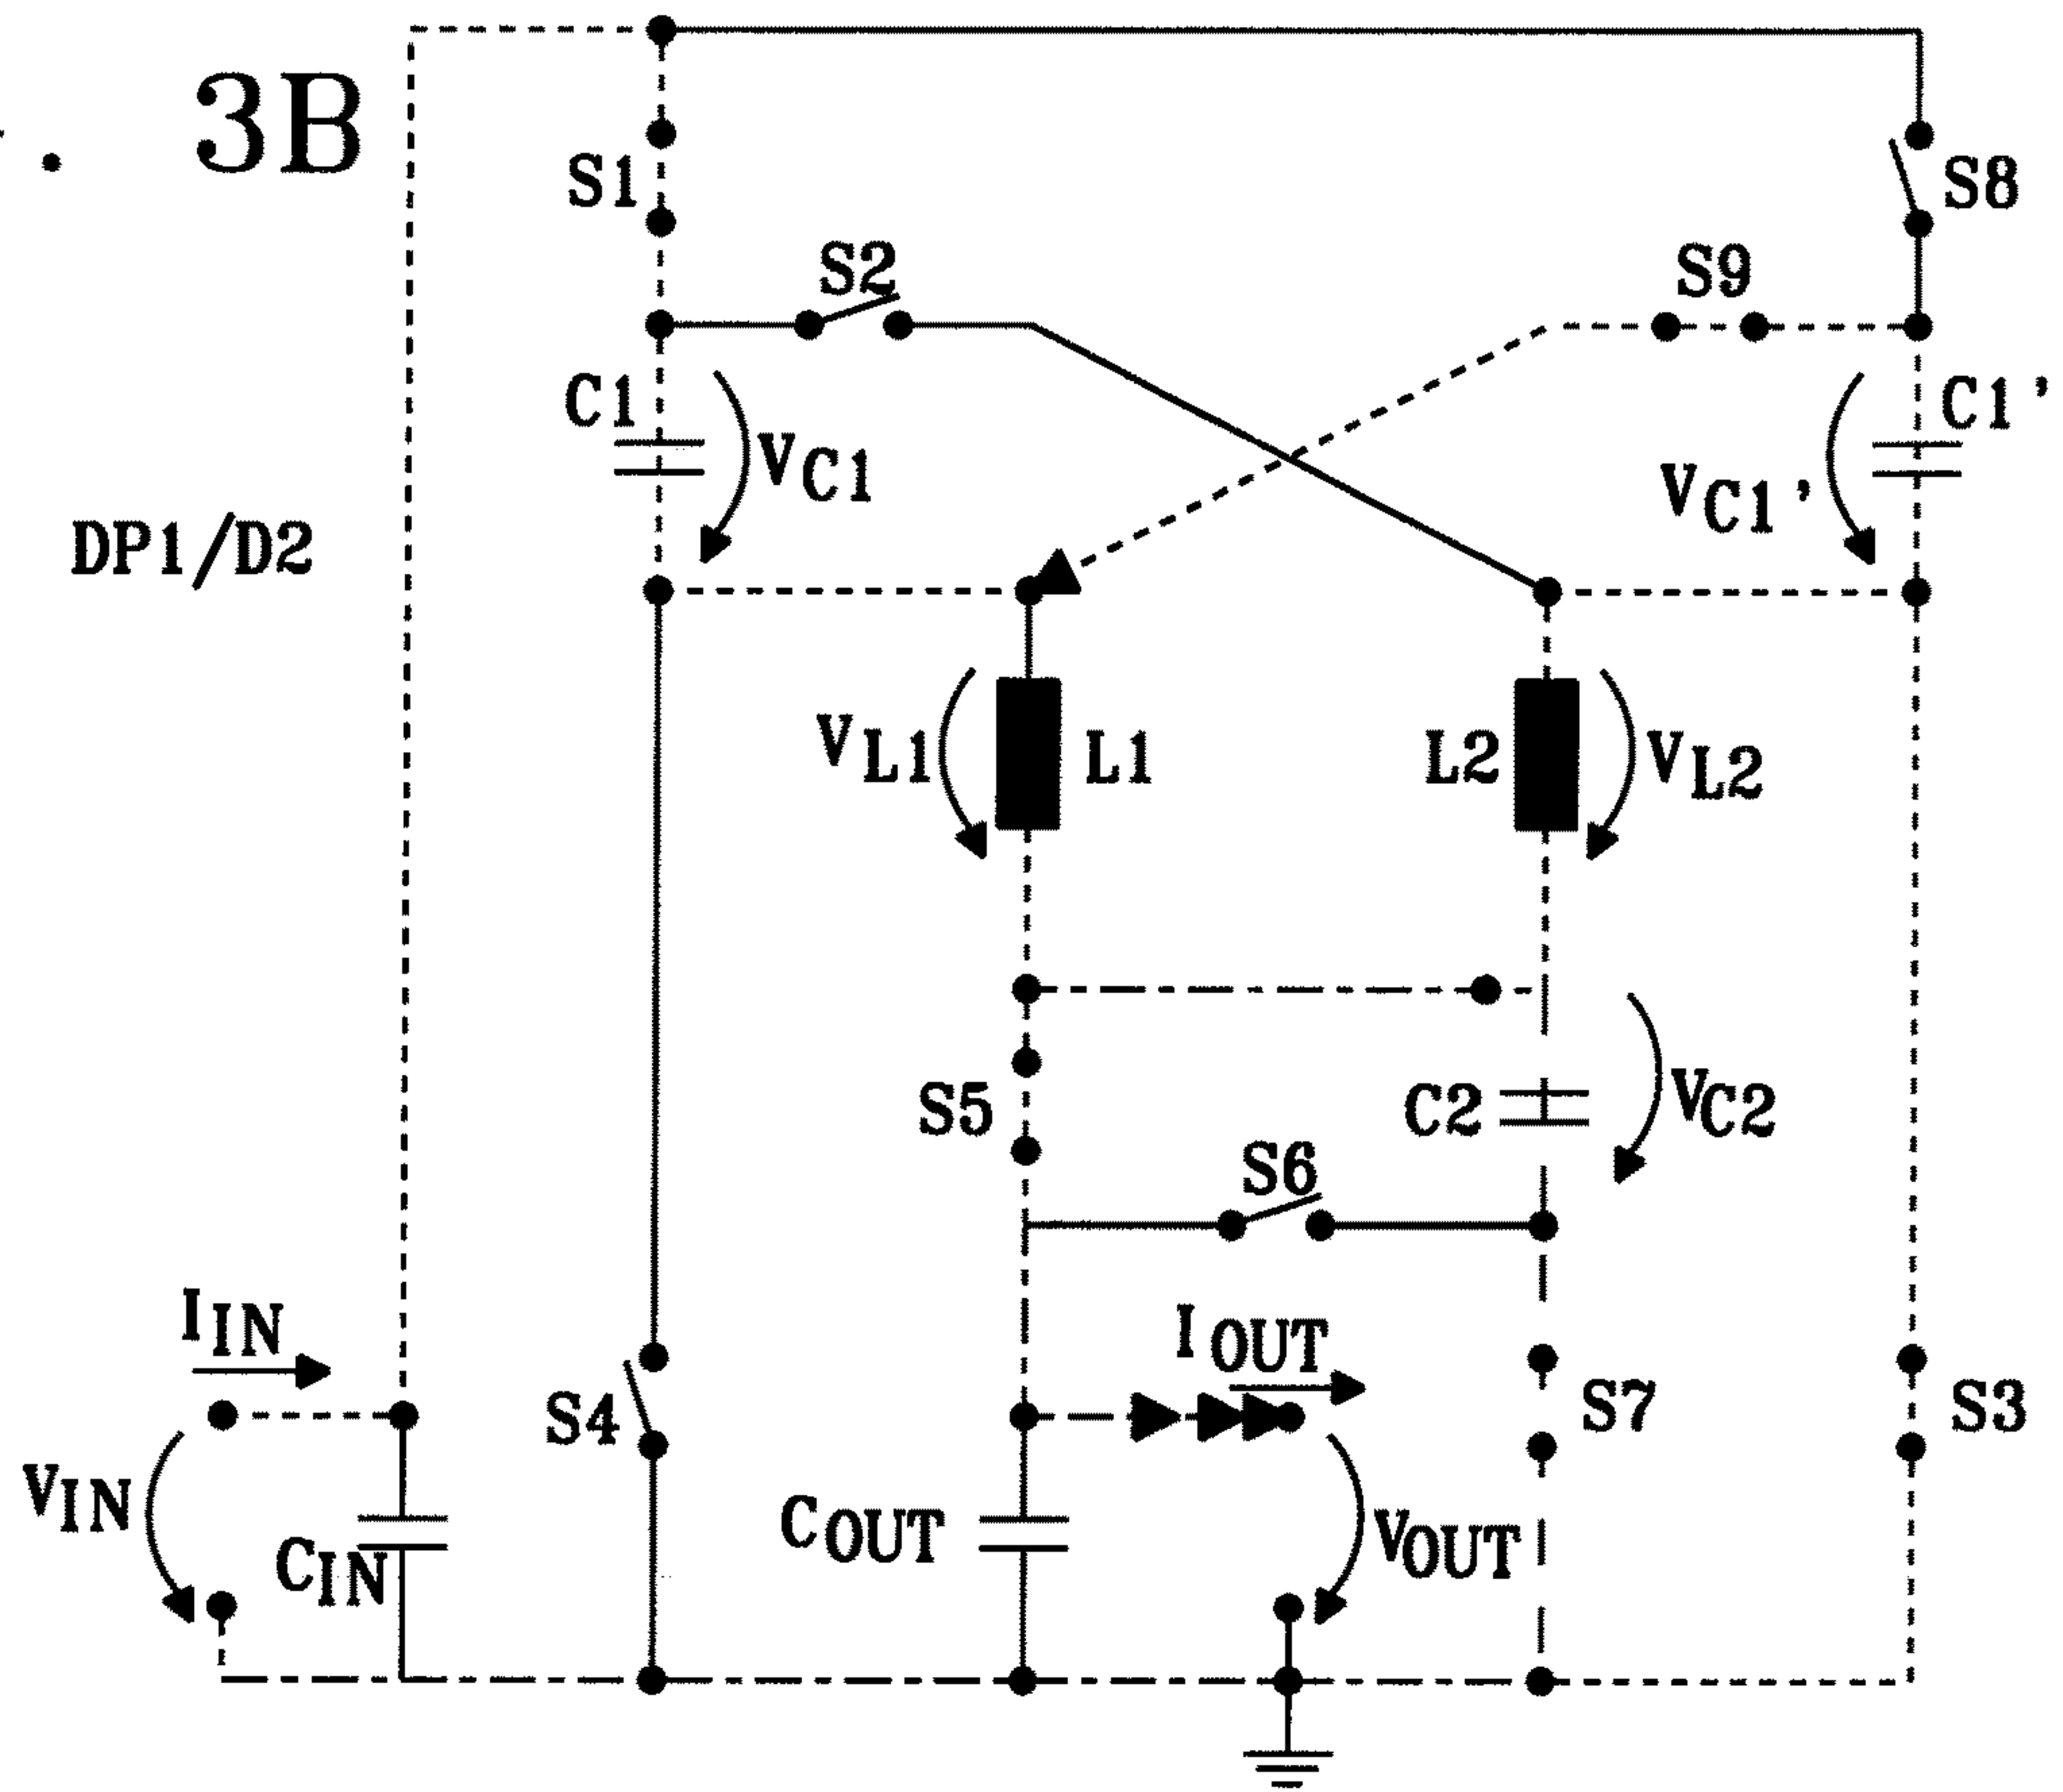 . 3B
S1
S8
S2
S9
C1
VC1
C1'
VC1'
DP1/D2
VL1
L1
L2
VL2
S5
C2
VC2
S6
IIN
IOUT
S4
S7
S3
VIN
CIN
COUT
VOUT